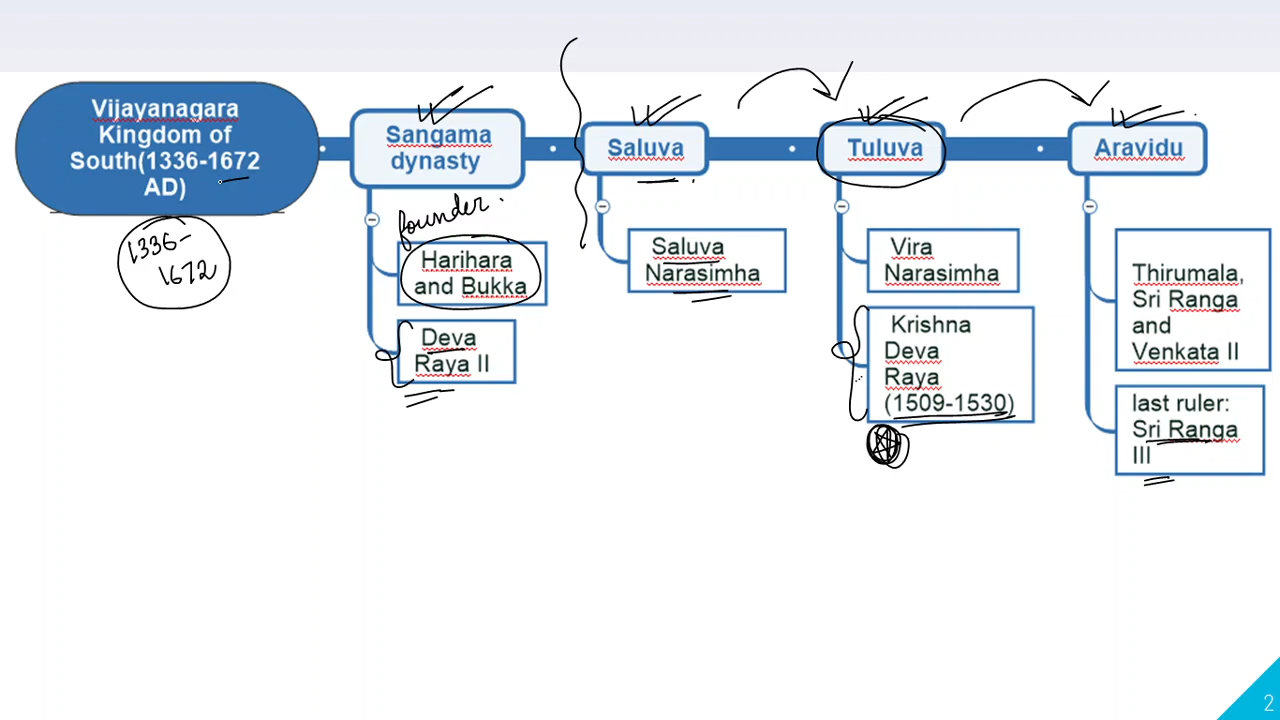 Vijayanagara
Kingdom of
South(1336-1672
AD)
1336-
1672
Sangama
dynasty
founder.
Harihara
and Bukka
Deva
Raya II
Saluva
Saluva
Narasimha
Tuluva
Vira
Narasimha
Krishna
Deva
Raya
(1509-1530)
Aravidu
Thirumala,
Sri Ranga
and
Venkata II
last ruler:
Sri Ranga
III
2